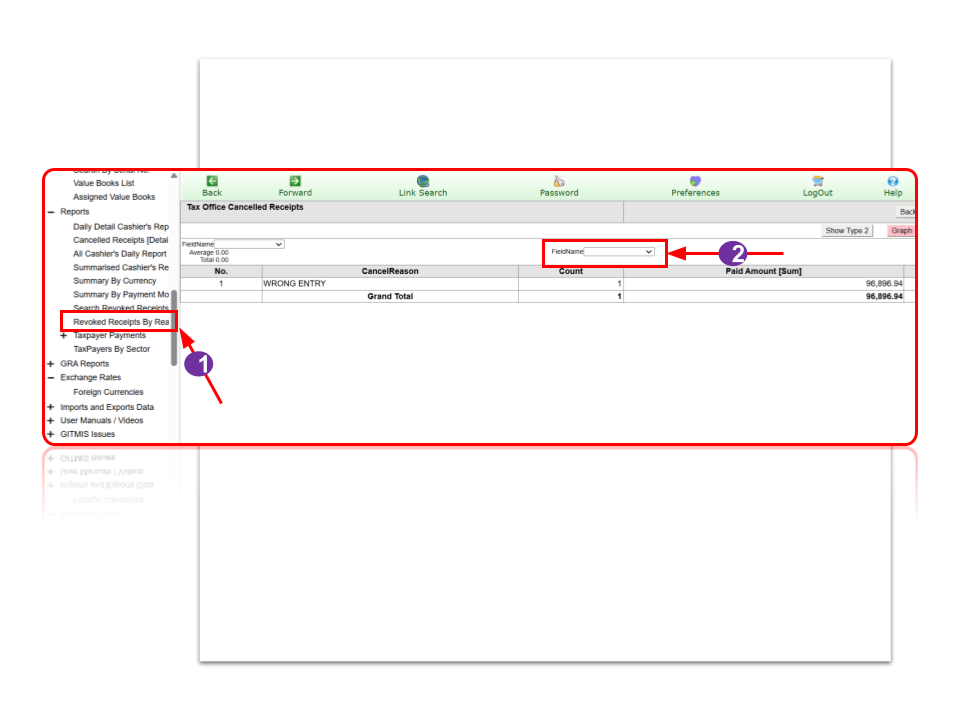 Value Books List
Assigned Value Books
Reports
Daily Detail Cashier's Rep
Cancelled Receipts [Detai
All Cashier's Daily Report
Summarised Cashier's Re
Summary By Currency
Summary By Payment Mo
Search Revoked Receipts
Revoked Receipts By Rea
Taxpayer Payments
TaxPayers By Sector
GRA Reports
Exchange Rates
Foreign Currencies
Imports and Exports Data
User Manuals / Videos
GITMIS Issues
Back Forward Link Search Password Preferences LogOut Help
Tax Office Cancelled Receipts
Back
Show Type 2 Graph
FieldName
Average 0.00
Total 0.00
FieldName
2
No. CancelReason Count Paid Amount [Sum]
1 WRONG ENTRY 1 96,896.94
Grand Total 1 96,896.94
1